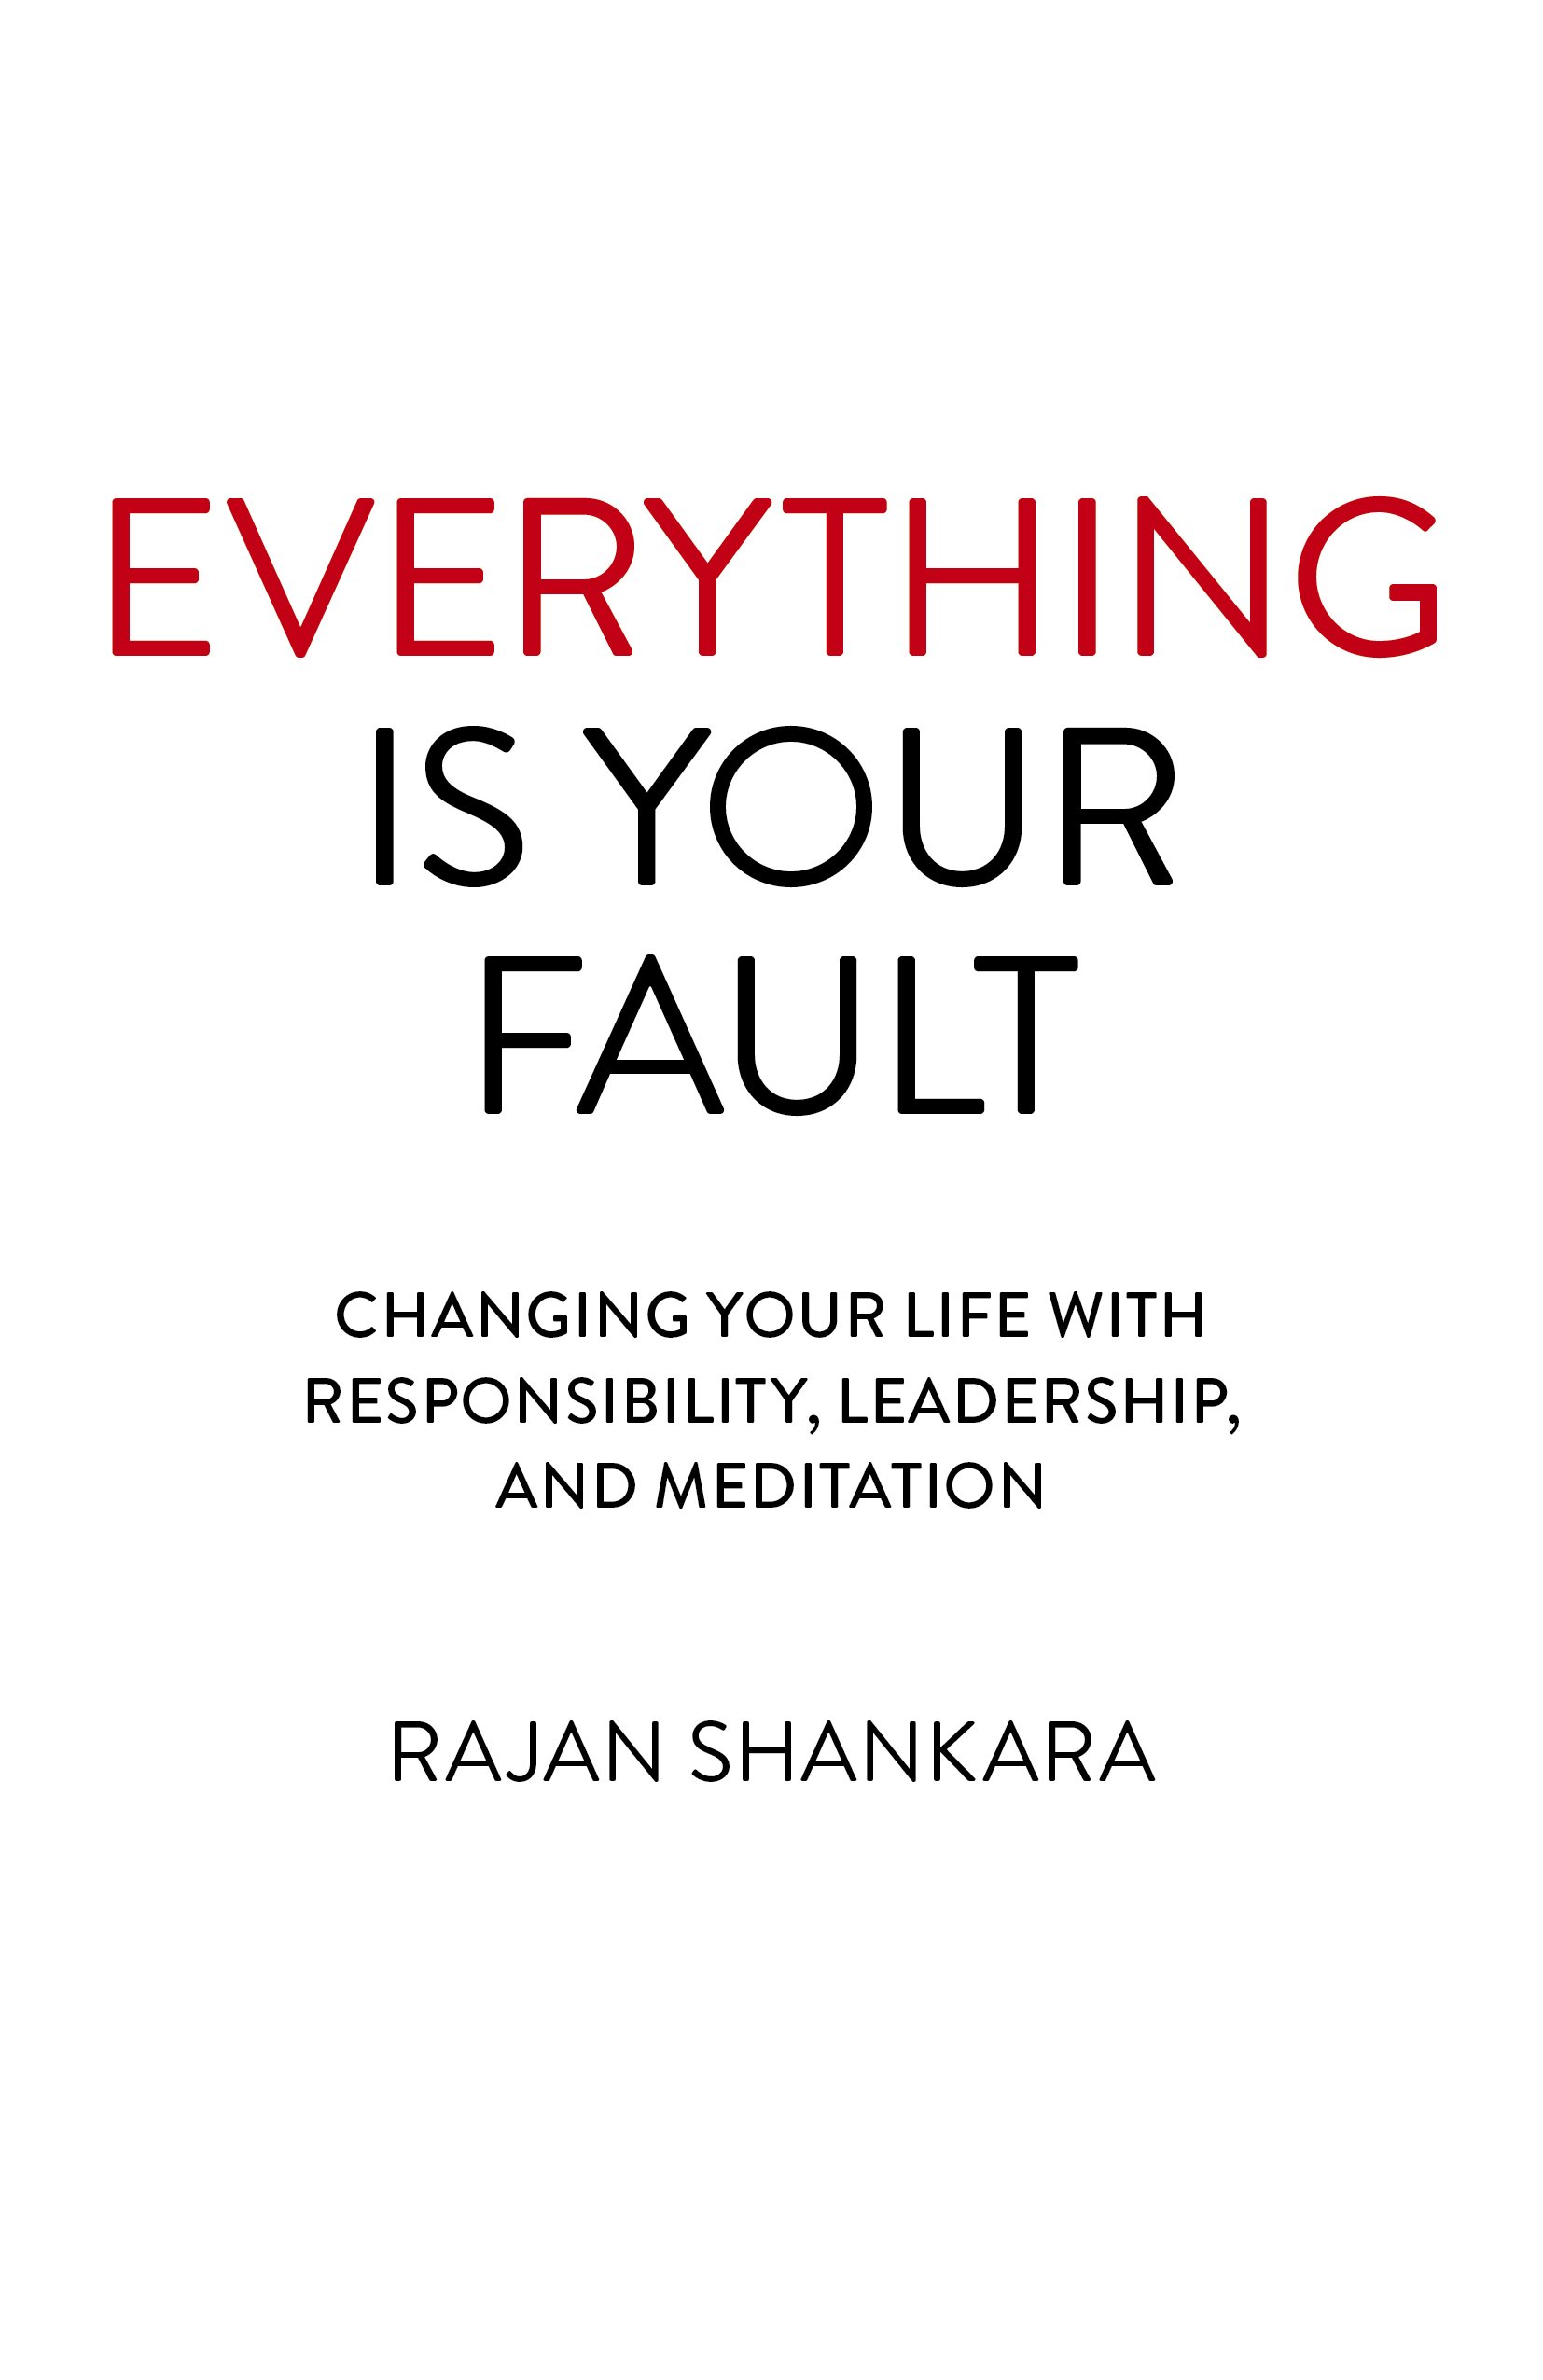 EVERYTHING
IS YOUR
FAULT
CHANGING YOUR LIFE WITH
RESPONSIBILITY, LEADERSHIP,
AND MEDITATION
RAJAN SHANKARA